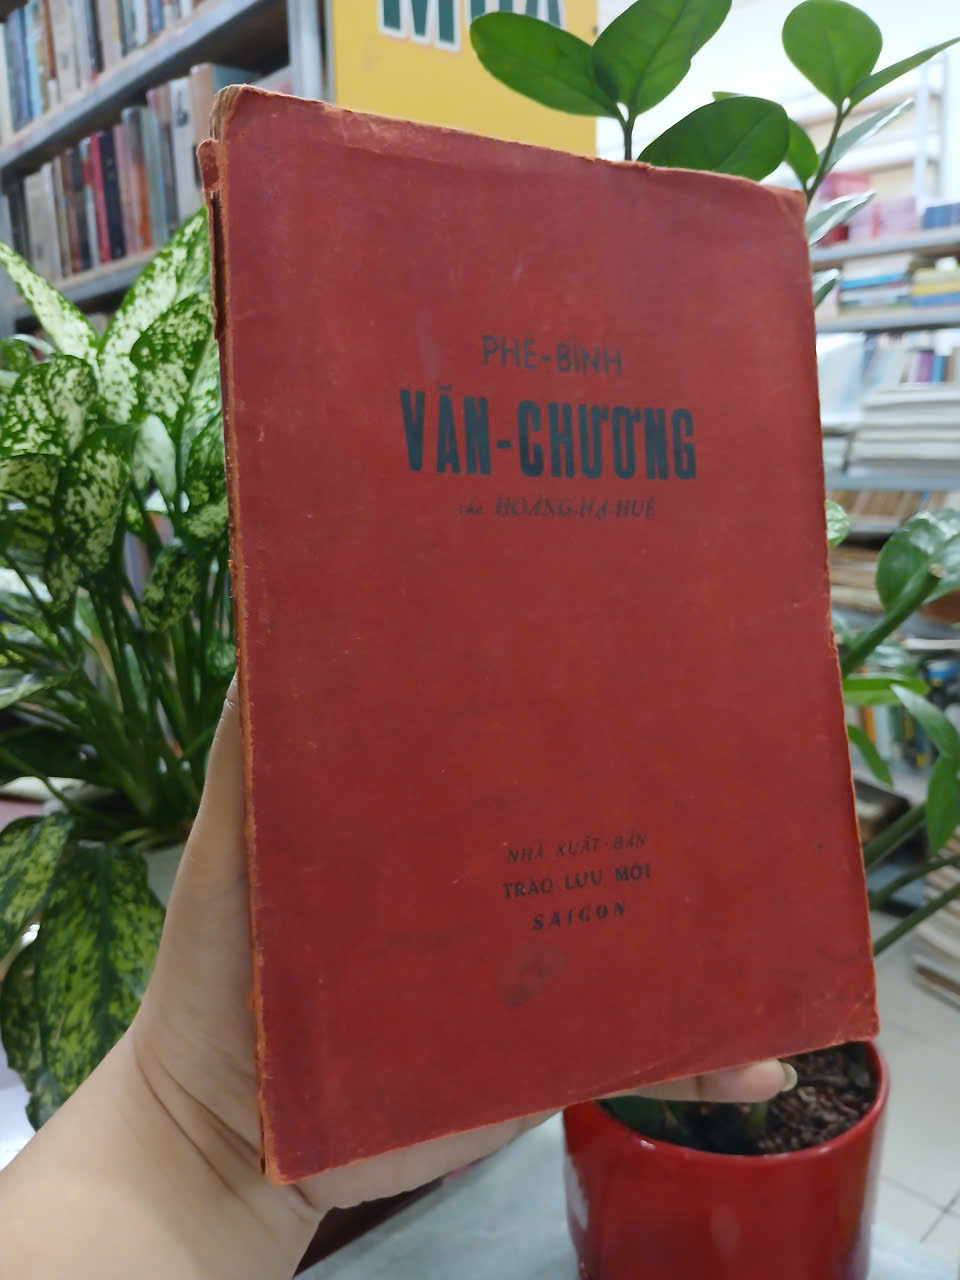 PHÊ-BÌNH
VĂN-CHƯƠNG
của HOÀNG-HẠ-HUỆ
NHÀ XUẤT-BẢN
TRÀO LƯU MỚI
SAIGON